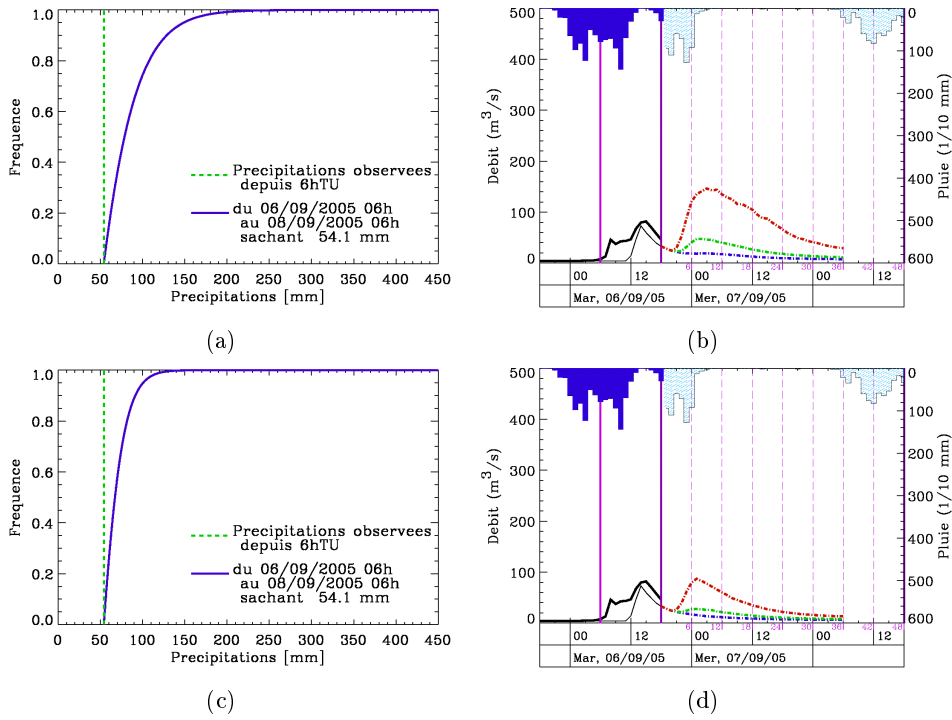 1.0
0.8
0.6
0.4
0.2
0.0
Frequence
Precipitations observees
depuis 6hTU
du 06/09/2005 06h
au 08/09/2005 06h
sachant 54.1 mm
0 50 100 150 200 250 300 350 400 450
Precipitations [mm]
(a)
500
400
300
200
100
0
Debit (m³/s)
0
100
200
300
400
500
600
Pluie (1/10 mm)
6 12 18 24 30 36 42 48
00 12 00 12 00 12
Mar, 06/09/05 Mer, 07/09/05
(b)
1.0
0.8
0.6
0.4
0.2
0.0
Frequence
Precipitations observees
depuis 6hTU
du 06/09/2005 06h
au 08/09/2005 06h
sachant 54.1 mm
0 50 100 150 200 250 300 350 400 450
Precipitations [mm]
(c)
500
400
300
200
100
0
Debit (m³/s)
0
100
200
300
400
500
600
Pluie (1/10 mm)
6 12 18 24 30 36 42 48
00 12 00 12 00 12
Mar, 06/09/05 Mer, 07/09/05
(d)